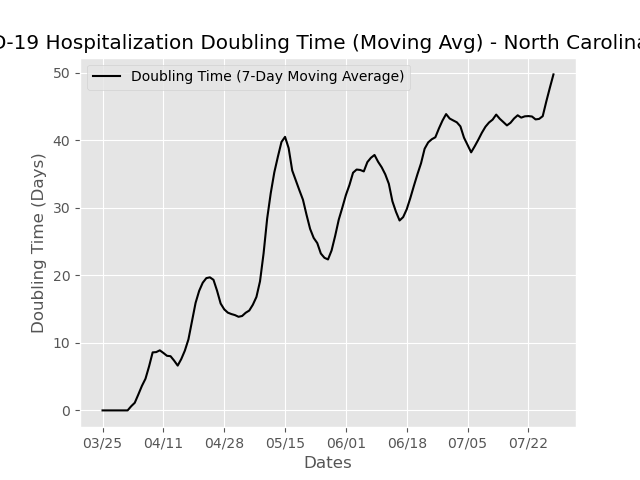 -19 Hospitalization Doubling Time (Moving Avg) - North Carolina
Doubling Time (7-Day Moving Average)
50
40
30
20
10
0
Doubling Time (Days)
03/25 04/11 04/28 05/15 06/01 06/18 07/05 07/22
Dates